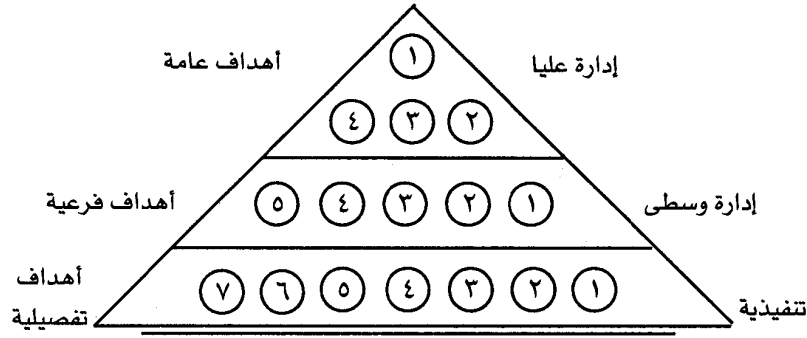 ١
إدارة عليا
أهداف عامة
٢ ٣ ٤
إدارة وسطى
١ ٢ ٣ ٤ ٥
أهداف فرعية
تنفيذية
١ ٢ ٣ ٤ ٥ ٦ ٧
أهداف
تفصيلية